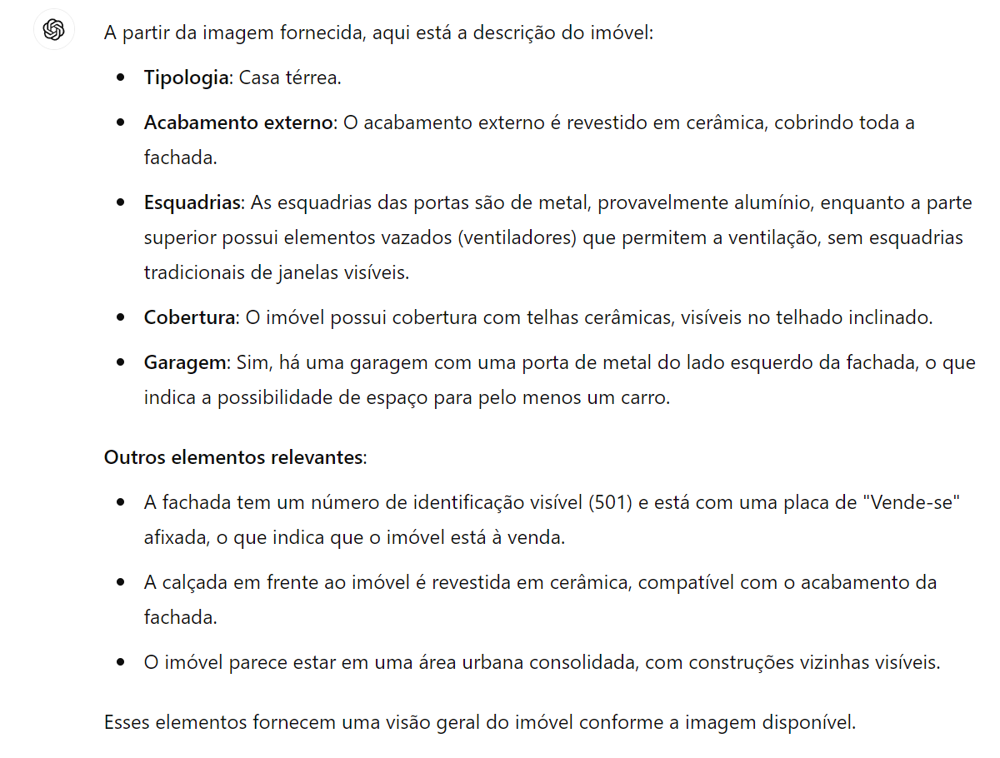 A partir da imagem fornecida, aqui está a descrição do imóvel:
• Tipologia: Casa térrea.
• Acabamento externo: O acabamento externo é revestido em cerâmica, cobrindo toda a
fachada.
• Esquadrias: As esquadrias das portas são de metal, provavelmente alumínio, enquanto a parte
superior possui elementos vazados (ventiladores) que permitem a ventilação, sem esquadrias
tradicionais de janelas visíveis.
• Cobertura: O imóvel possui cobertura com telhas cerâmicas, visíveis no telhado inclinado.
• Garagem: Sim, há uma garagem com uma porta de metal do lado esquerdo da fachada, o que
indica a possibilidade de espaço para pelo menos um carro.
Outros elementos relevantes:
• A fachada tem um número de identificação visível (501) e está com uma placa de "Vende-se"
afixada, o que indica que o imóvel está à venda.
• A calçada em frente ao imóvel é revestida em cerâmica, compatível com o acabamento da
fachada.
• O imóvel parece estar em uma área urbana consolidada, com construções vizinhas visíveis.
Esses elementos fornecem uma visão geral do imóvel conforme a imagem disponível.